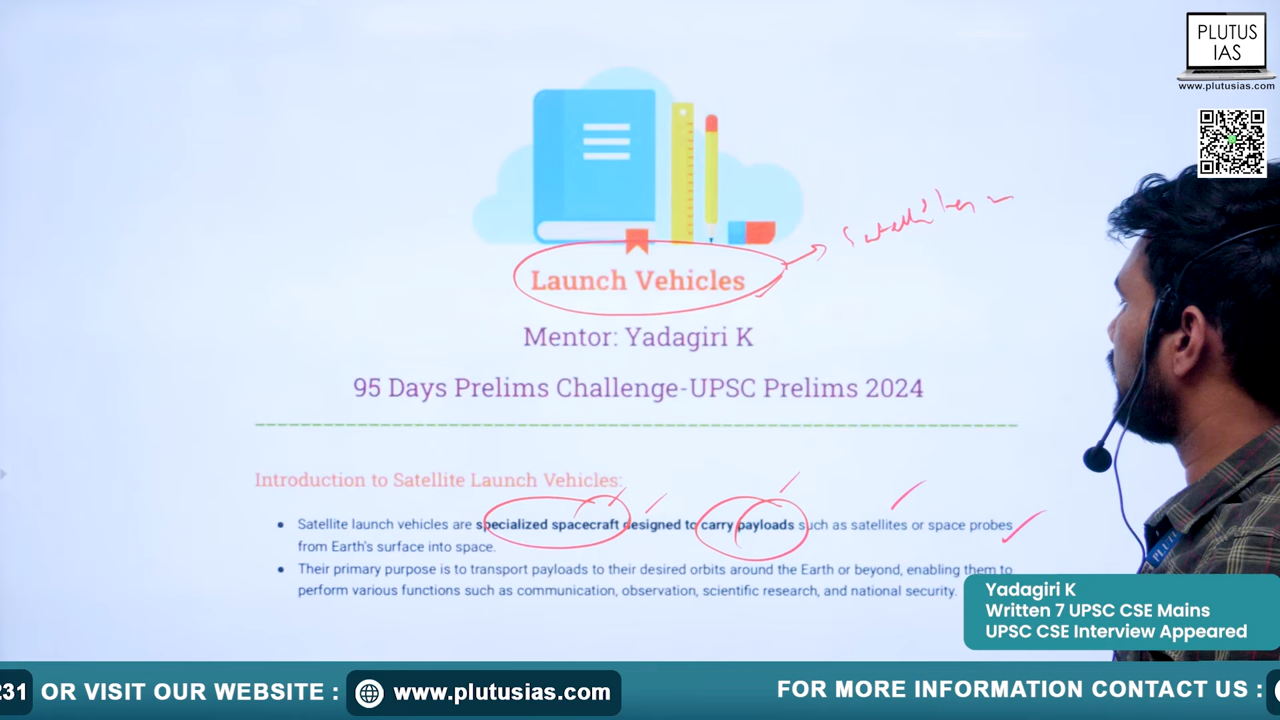 PLUTUS
IAS
www.plutusias.com
Satellites
Launch Vehicles
Mentor: Yadagiri K
95 Days Prelims Challenge-UPSC Prelims 2024
Introduction to Satellite Launch Vehicles:
• Satellite launch vehicles are specialized spacecraft designed to carry payloads such as satellites or space probes
from Earth's surface into space.
• Their primary purpose is to transport payloads to their desired orbits around the Earth or beyond, enabling them to
perform various functions such as communication, observation, scientific research, and national security.
Yadagiri K
Written 7 UPSC CSE Mains
UPSC CSE Interview Appeared
231 OR VISIT OUR WEBSITE : www.plutusias.com FOR MORE INFORMATION CONTACT US :